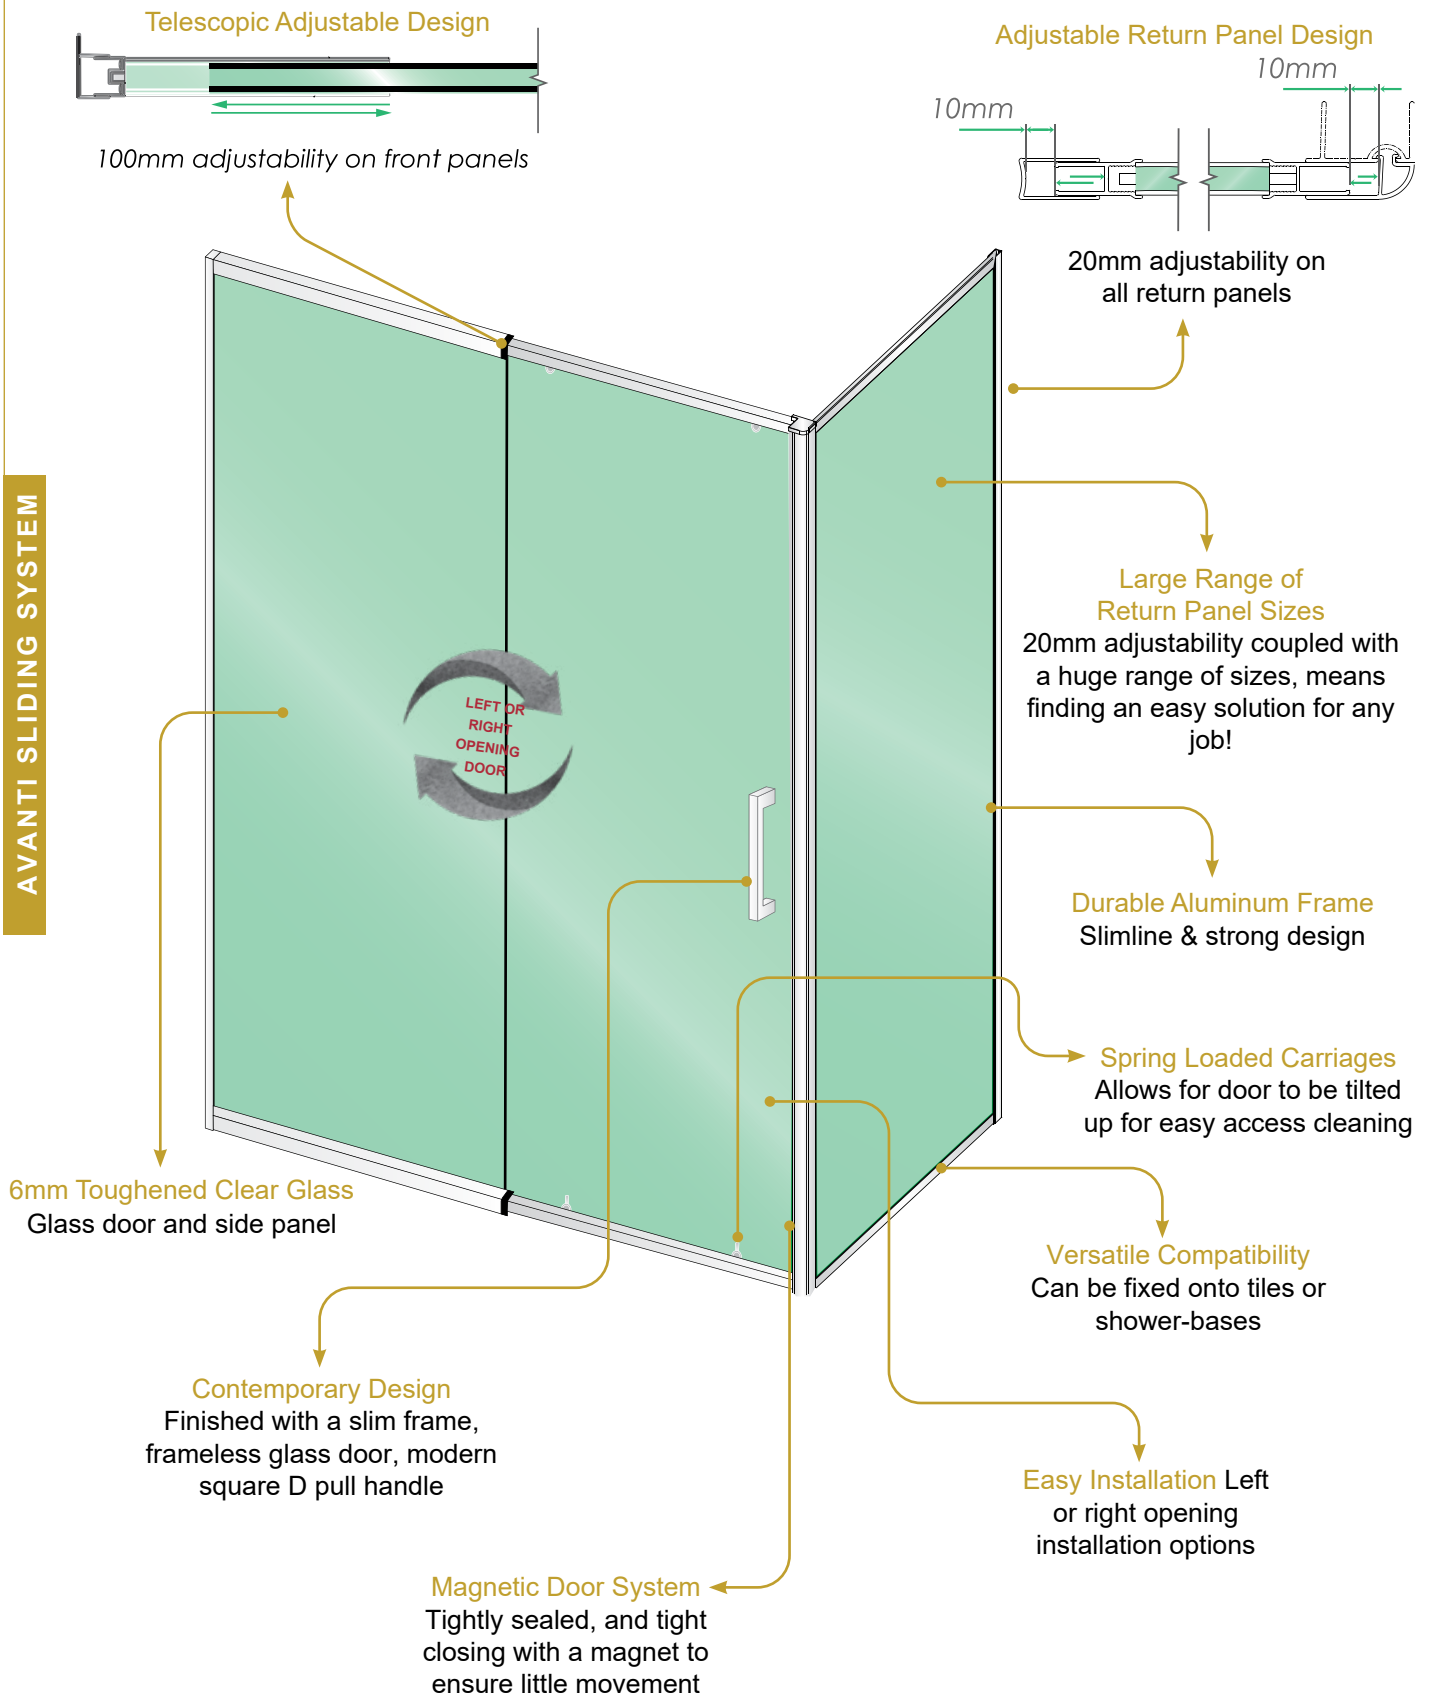 Telescopic Adjustable Design
100mm adjustability on front panels
Adjustable Return Panel Design
10mm
10mm
20mm adjustability on
all return panels
AVANTI SLIDING SYSTEM
LEFT OR
RIGHT
OPENING
DOOR
Large Range of
Return Panel Sizes
20mm adjustability coupled with
a huge range of sizes, means
finding an easy solution for any
job!
Durable Aluminum Frame
Slimline & strong design
Spring Loaded Carriages
Allows for door to be tilted
up for easy access cleaning
6mm Toughened Clear Glass
Glass door and side panel
Versatile Compatibility
Can be fixed onto tiles or
shower-bases
Contemporary Design
Finished with a slim frame,
frameless glass door, modern
square D pull handle
Easy Installation Left
or right opening
installation options
Magnetic Door System
Tightly sealed, and tight
closing with a magnet to
ensure little movement